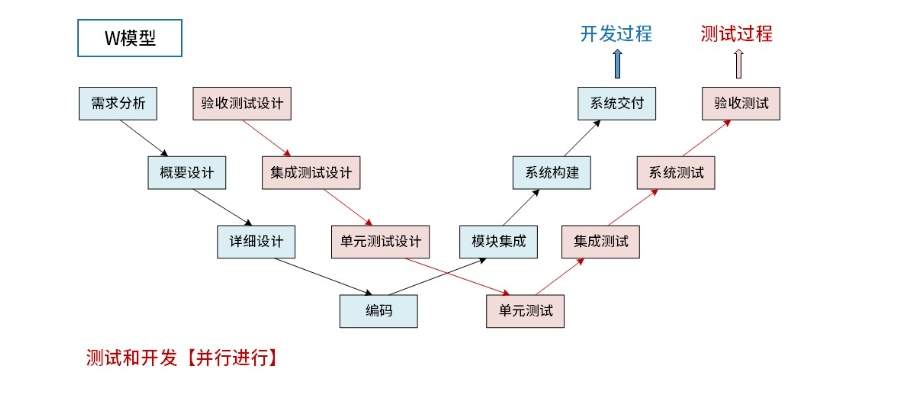 W模型
开发过程
测试过程
需求分析
验收测试设计
系统交付
验收测试
概要设计
集成测试设计
系统构建
系统测试
详细设计
单元测试设计
模块集成
集成测试
编码
单元测试
测试和开发【并行进行】